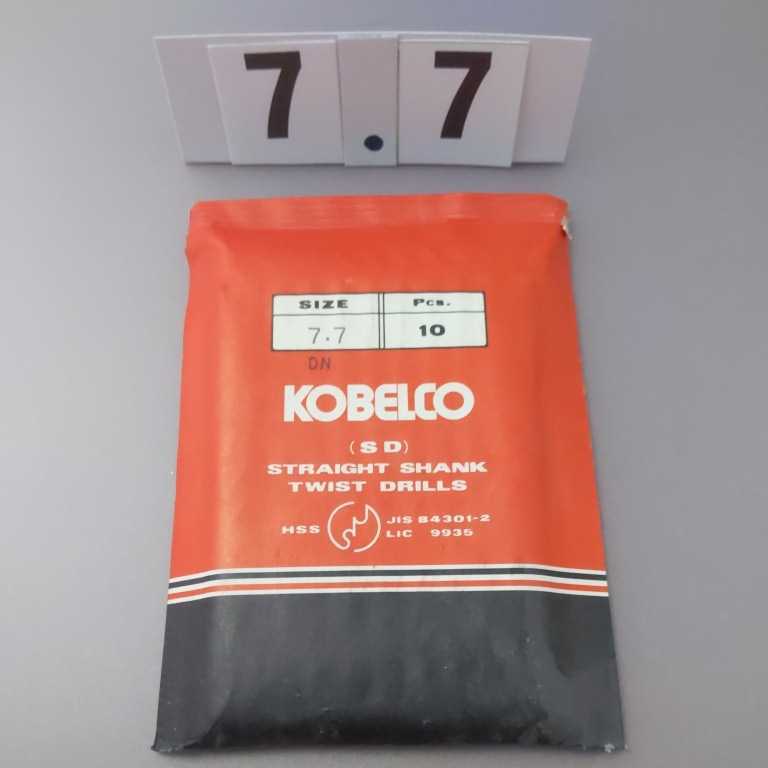 7.7
SIZE Pcs.
7.7 10
DN
KOBELCO
(SD)
STRAIGHT SHANK
TWIST DRILLS
HSS JIS B4301-2
LIC 9935